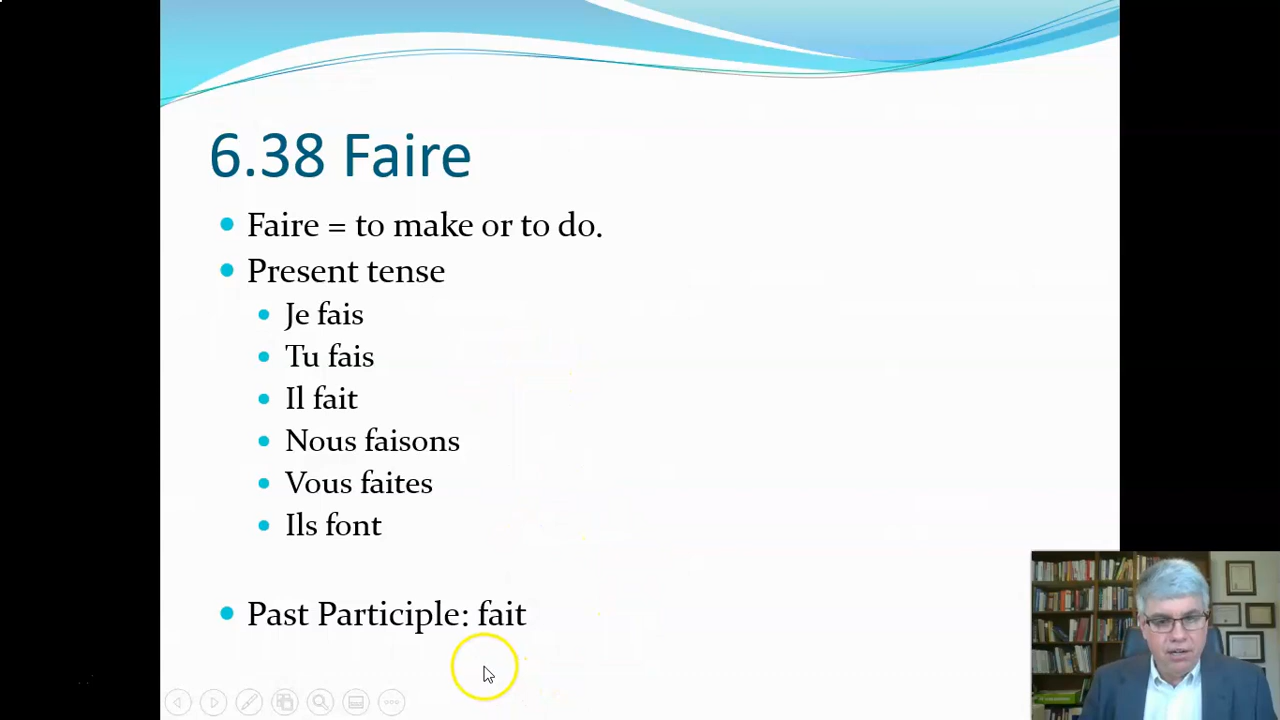 6.38 Faire
Faire = to make or to do.
Present tense
Je fais
Tu fais
Il fait
Nous faisons
Vous faites
Ils font
Past Participle: fait